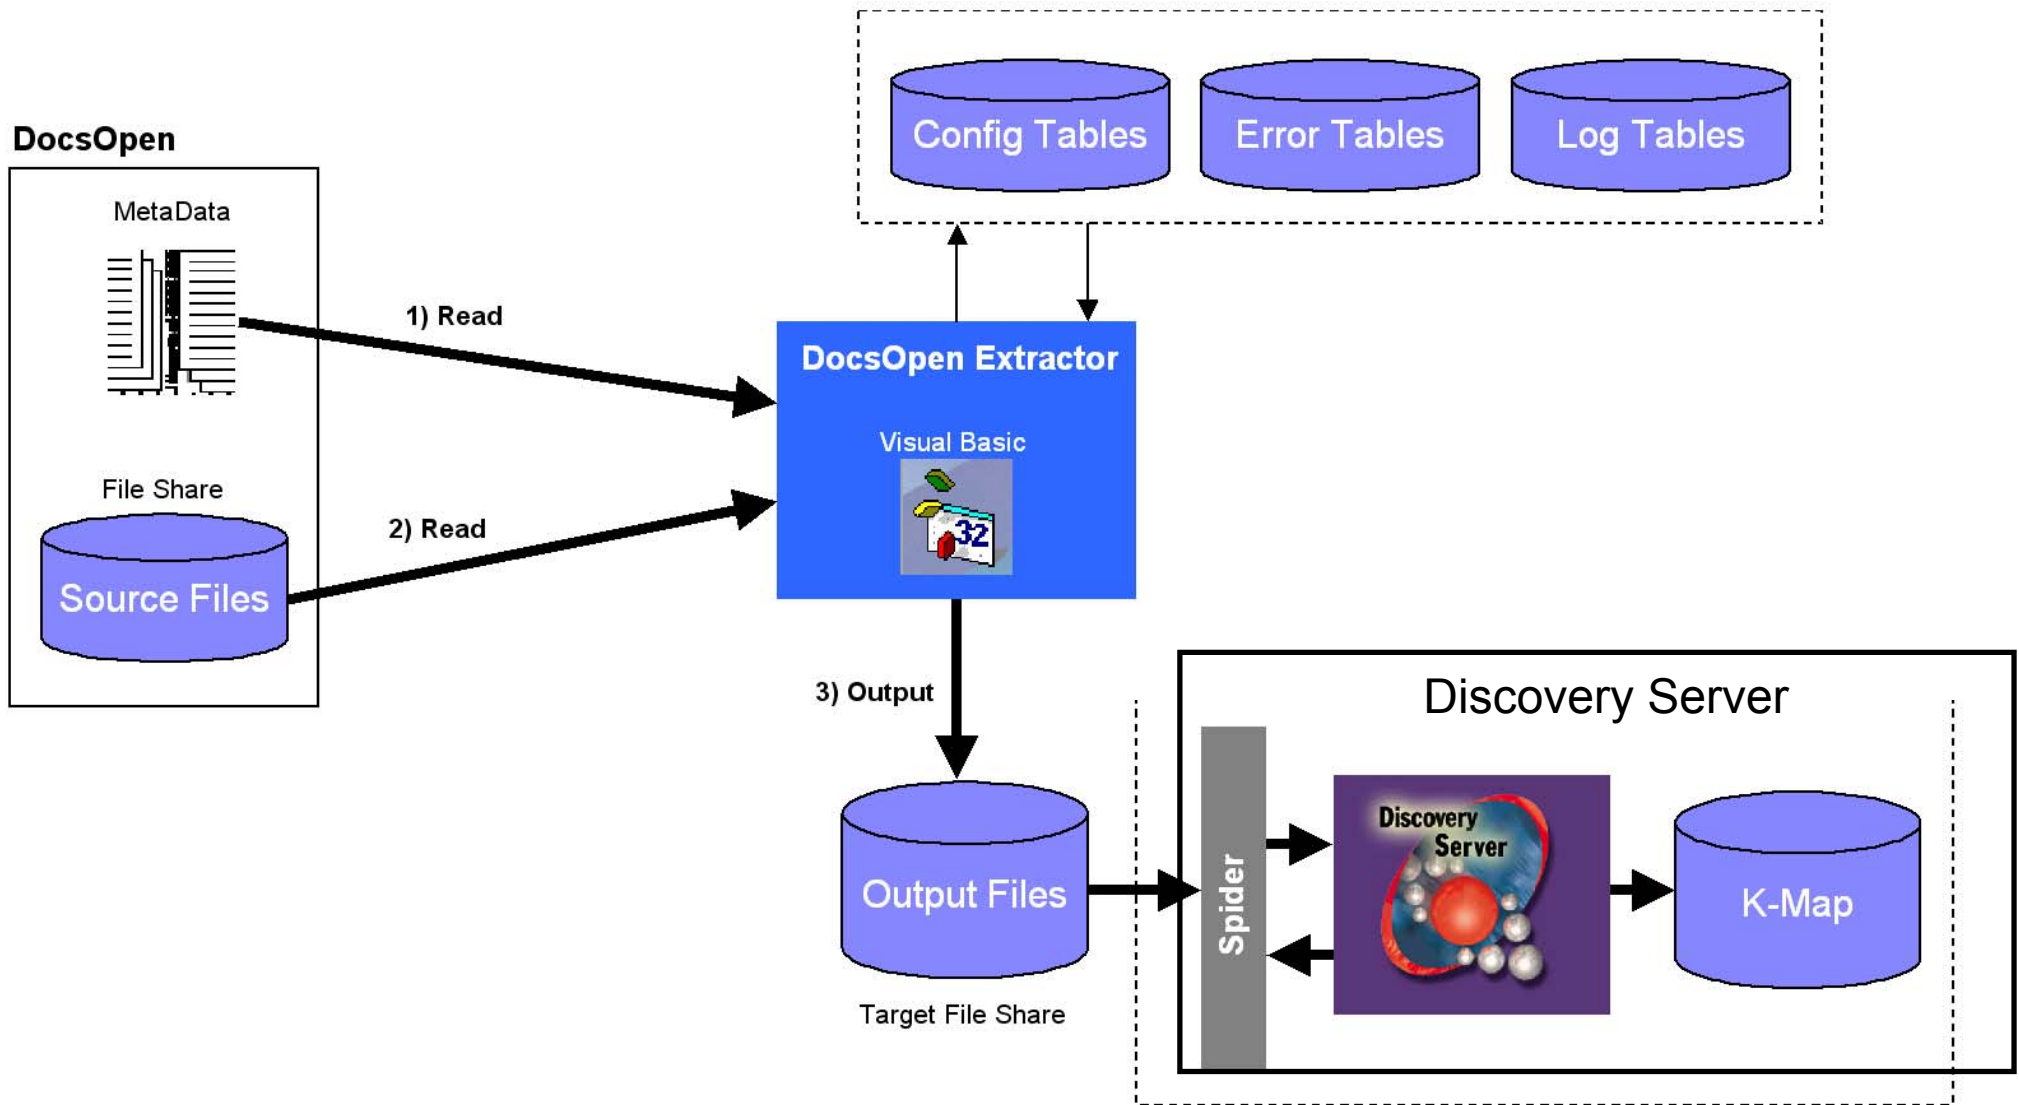 Config Tables
Error Tables
Log Tables
DocsOpen
MetaData
1) Read
DocsOpen Extractor
Visual Basic
32
File Share
2) Read
Source Files
3) Output
Discovery Server
Discovery
Server
Spider
Output Files
K-Map
Target File Share